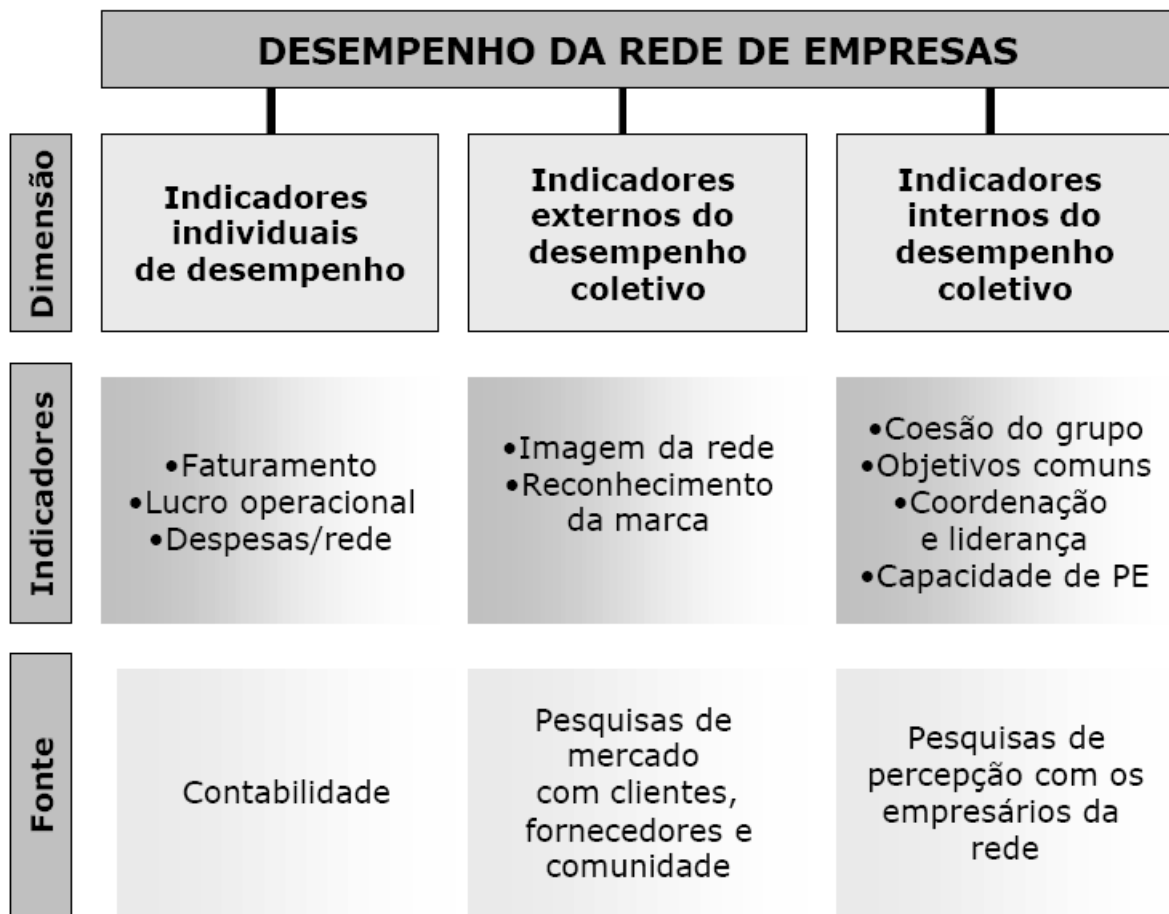 DESEMPENHO DA REDE DE EMPRESAS
Dimensão
Indicadores
individuais
de desempenho
Indicadores
externos do
desempenho
coletivo
Indicadores
internos do
desempenho
coletivo
Indicadores
•Faturamento
•Lucro operacional
•Despesas/rede
•Imagem da rede
•Reconhecimento
da marca
•Coesão do grupo
•Objetivos comuns
•Coordenação
e liderança
•Capacidade de PE
Fonte
Contabilidade
Pesquisas de
mercado
com clientes,
fornecedores e
comunidade
Pesquisas de
percepção com os
empresários da
rede